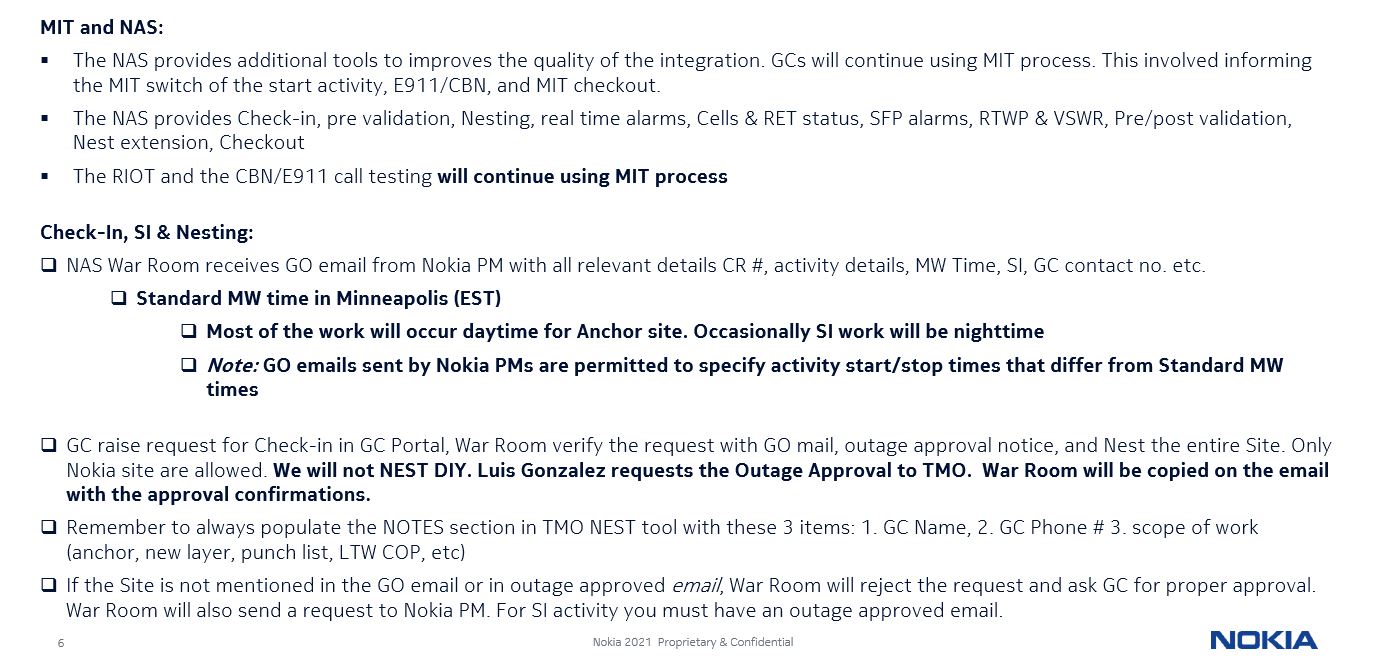 MIT and NAS:
▪ The NAS provides additional tools to improves the quality of the integration. GCs will continue using MIT process. This involved informing
the MIT switch of the start activity, E911/CBN, and MIT checkout.
▪ The NAS provides Check-in, pre validation, Nesting, real time alarms, Cells & RET status, SFP alarms, RTWP & VSWR, Pre/post validation,
Nest extension, Checkout
▪ The RIOT and the CBN/E911 call testing will continue using MIT process
Check-In, SI & Nesting:
❑ NAS War Room receives GO email from Nokia PM with all relevant details CR #, activity details, MW Time, SI, GC contact no. etc.
❑ Standard MW time in Minneapolis (EST)
❑ Most of the work will occur daytime for Anchor site. Occasionally SI work will be nighttime
❑ Note: GO emails sent by Nokia PMs are permitted to specify activity start/stop times that differ from Standard MW
times
❑ GC raise request for Check-in in GC Portal, War Room verify the request with GO mail, outage approval notice, and Nest the entire Site. Only
Nokia site are allowed. We will not NEST DIY. Luis Gonzalez requests the Outage Approval to TMO. War Room will be copied on the email
with the approval confirmations.
❑ Remember to always populate the NOTES section in TMO NEST tool with these 3 items: 1. GC Name, 2. GC Phone # 3. scope of work
(anchor, new layer, punch list, LTW COP, etc)
❑ If the Site is not mentioned in the GO email or in outage approved email, War Room will reject the request and ask GC for proper approval.
War Room will also send a request to Nokia PM. For SI activity you must have an outage approved email.
6
Nokia 2021 Proprietary & Confidential
NOKIA